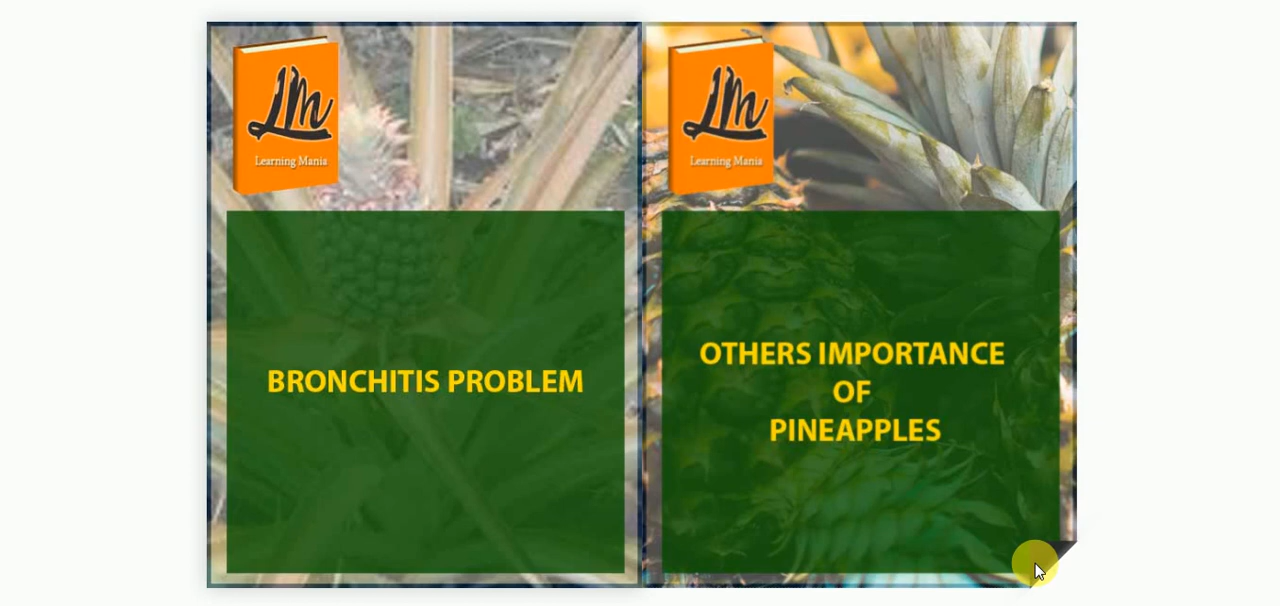 LM
Learning Mania
BRONCHITIS PROBLEM
LM
Learning Mania
OTHERS IMPORTANCE
OF
PINEAPPLES